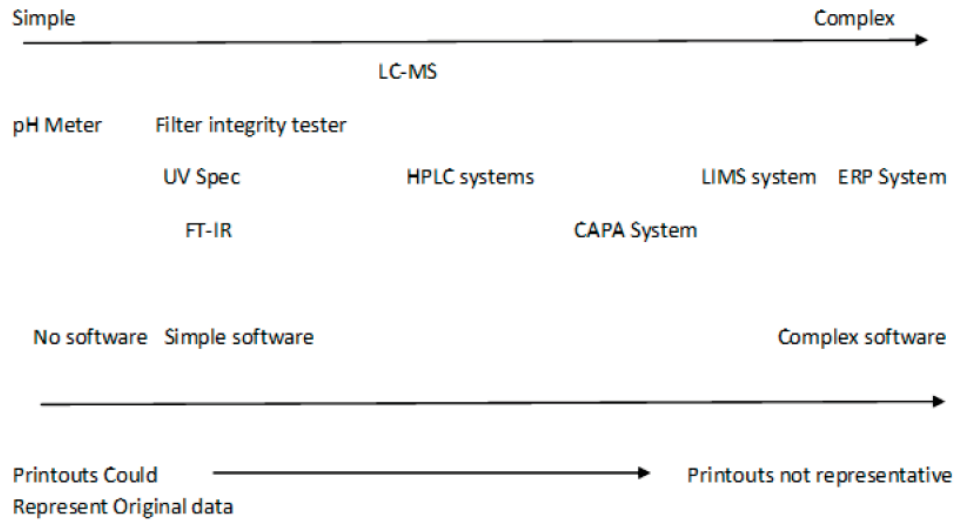 Simple Complex
LC-MS
pH Meter Filter integrity tester
UV Spec HPLC systems LIMS system ERP System
FT-IR CAPA System
No software Simple software Complex software
Printouts Could Printouts not representative
Represent Original data